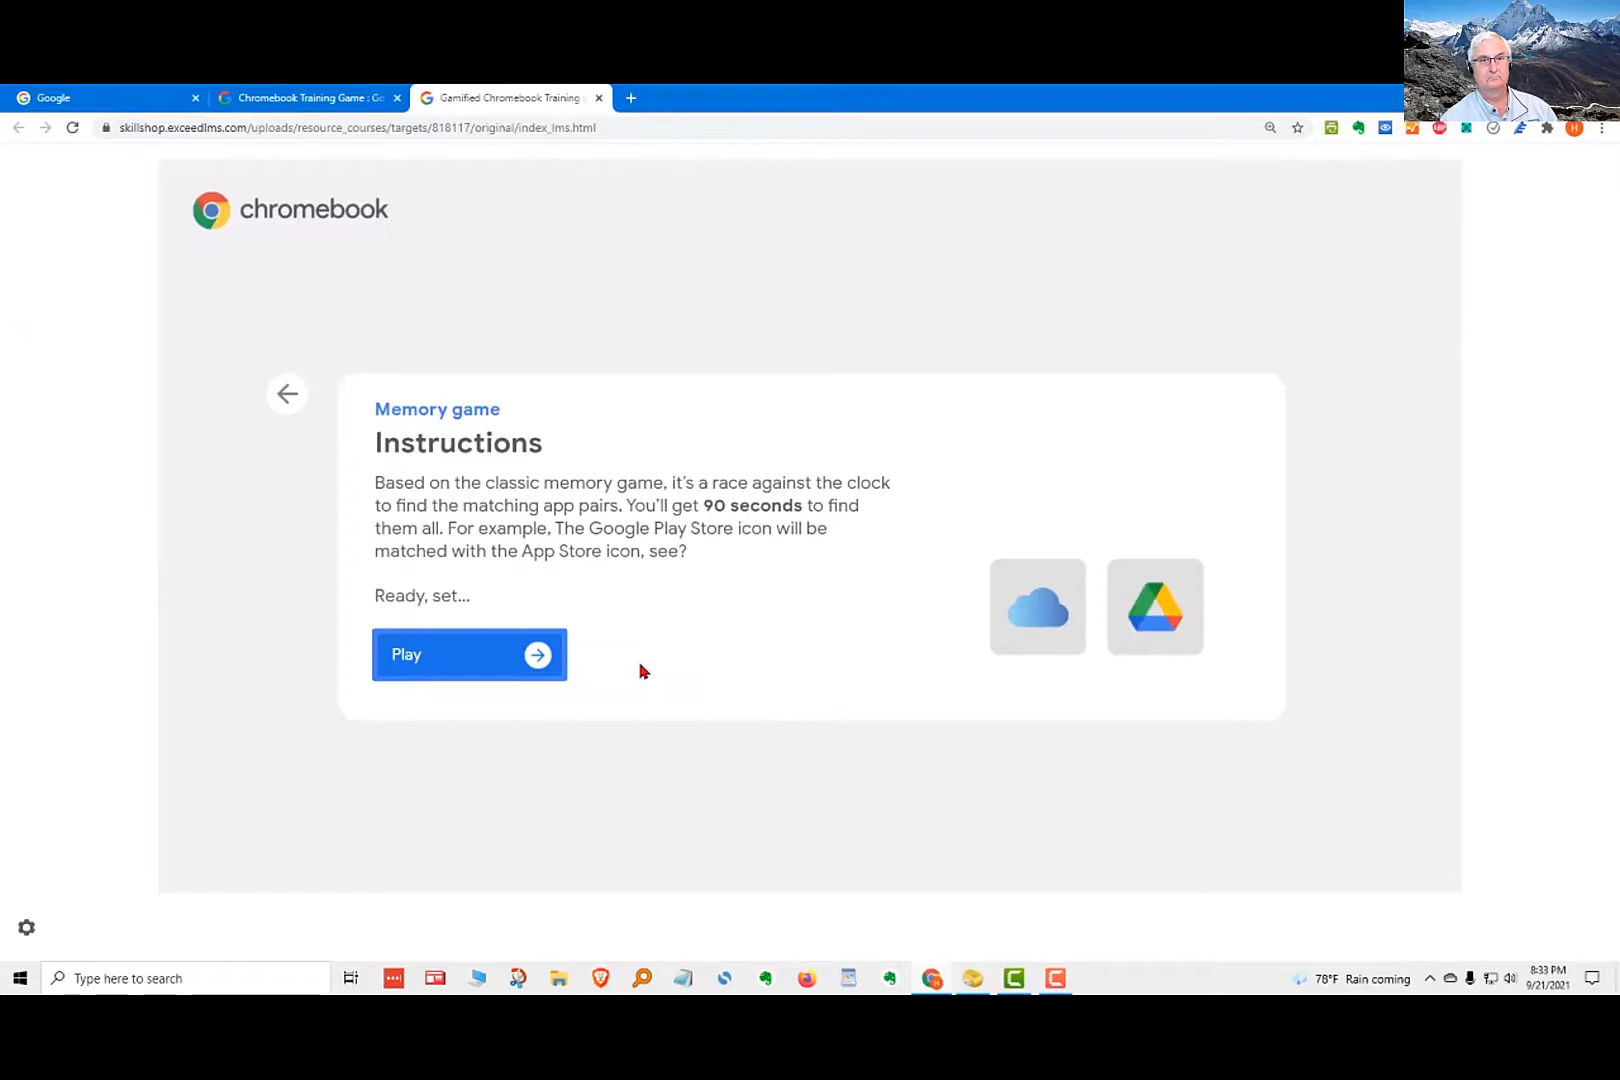 Google
Chromebook Training Game : Go
Gamified Chromebook Training
skillshop.exceedlms.com/uploads/resource_courses/targets/818117/original/index_lms.html
ABP
H
chromebook
Memory game
Instructions
Based on the classic memory game, it's a race against the clock
to find the matching app pairs. You'll get 90 seconds to find
them all. For example, The Google Play Store icon will be
matched with the App Store icon, see?
Ready, set...
Play
Type here to search
78°F Rain coming
8:33 PM
9/21/2021